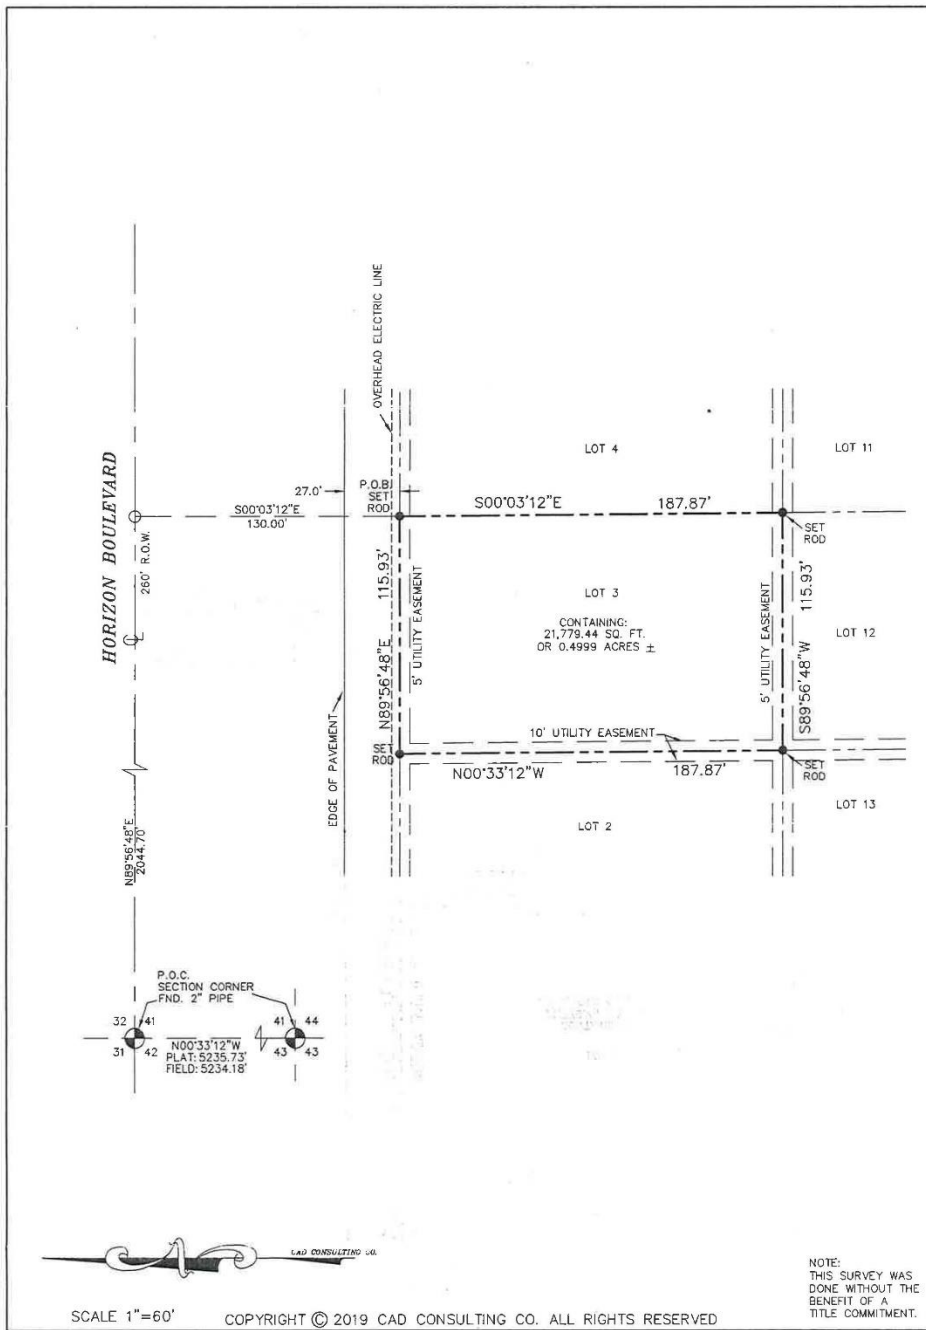 OVERHEAD ELECTRIC LINE
HORIZON BOULEVARD
260' R.O.W.
LOT 4
LOT 11
27.0'
P.O.B.
SET
ROD
S00°03'12"E
130.00'
S00°03'12"E
187.87'
SET
ROD
115.93'
N89°56'48"E
5' UTILITY EASEMENT
LOT 3
CONTAINING:
21,779.44 SQ. FT.
OR 0.4999 ACRES ±
5' UTILITY EASEMENT
115.93'
S89°56'48"W
LOT 12
EDGE OF PAVEMENT
10' UTILITY EASEMENT
SET
ROD
N00°33'12"W
187.87'
SET
ROD
LOT 2
LOT 13
N89°56'48"E
2044.70'
P.O.C.
SECTION CORNER
FND. 2" PIPE
32 41
31 42
41 44
43 43
N00°33'12"W
PLAT: 5235.73'
FIELD: 5234.18'
CAD CONSULTING CO.
NOTE:
THIS SURVEY WAS
DONE WITHOUT THE
BENEFIT OF A
TITLE COMMITMENT.
SCALE 1"=60'
COPYRIGHT © 2019 CAD CONSULTING CO. ALL RIGHTS RESERVED